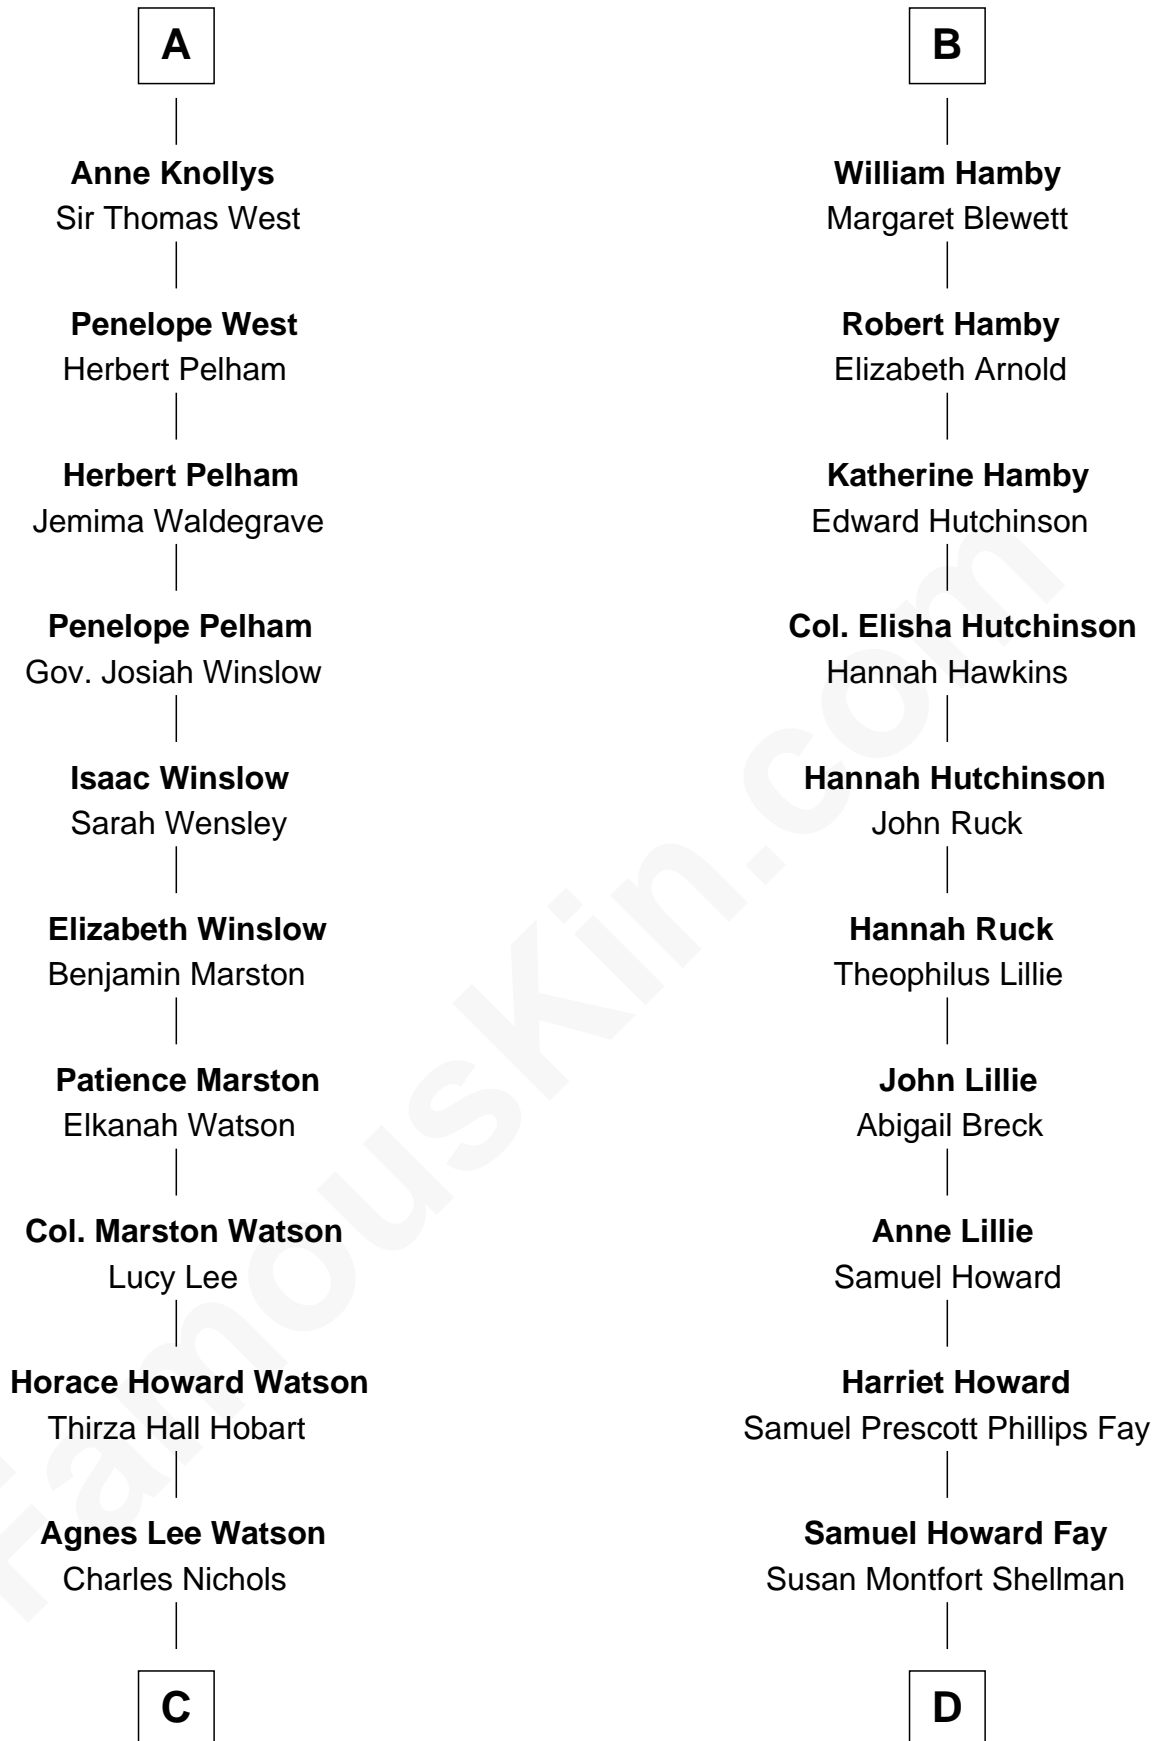 A
Anne Knollys
Sir Thomas West
Penelope West
Herbert Pelham
Herbert Pelham
Jemima Waldegrave
Penelope Pelham
Gov. Josiah Winslow
Isaac Winslow
Sarah Wensley
Elizabeth Winslow
Benjamin Marston
Patience Marston
Elkanah Watson
Col. Marston Watson
Lucy Lee
Horace Howard Watson
Thirza Hall Hobart
Agnes Lee Watson
Charles Nichols
C
B
William Hamby
Margaret Blewett
Robert Hamby
Elizabeth Arnold
Katherine Hamby
Edward Hutchinson
Col. Elisha Hutchinson
Hannah Hawkins
Hannah Hutchinson
John Ruck
Hannah Ruck
Theophilus Lillie
John Lillie
Abigail Breck
Anne Lillie
Samuel Howard
Harriet Howard
Samuel Prescott Phillips Fay
Samuel Howard Fay
Susan Montfort Shellman
D
FamousKin.com